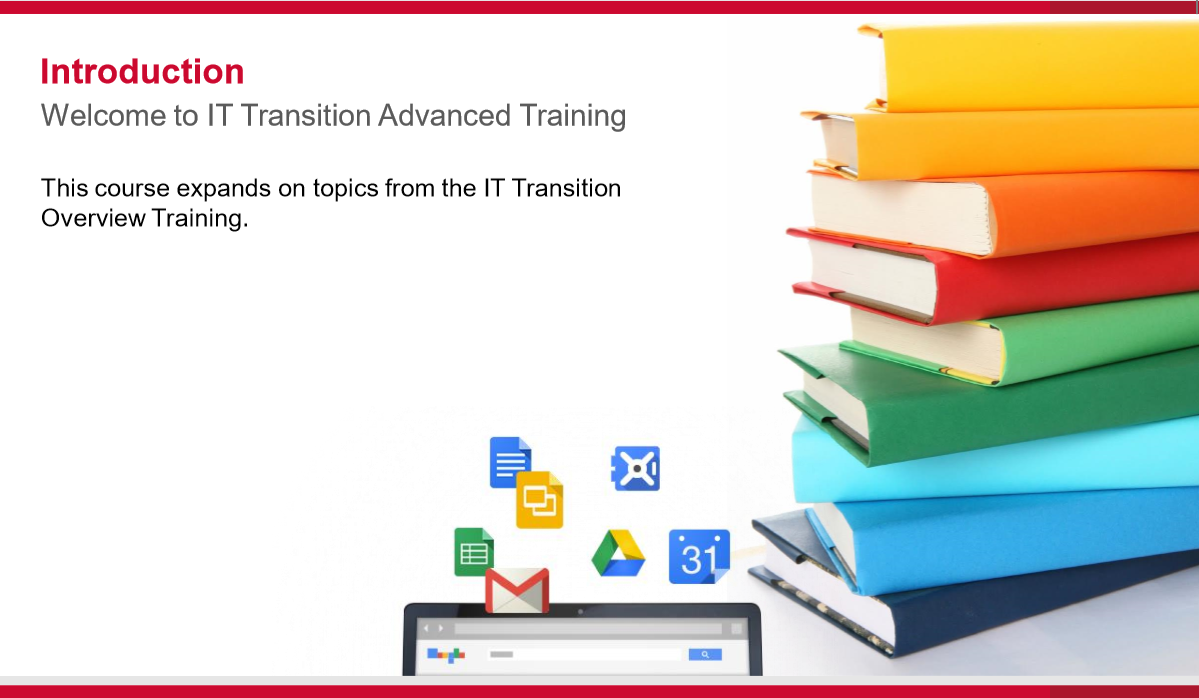 Introduction
Welcome to IT Transition Advanced Training
This course expands on topics from the IT Transition
Overview Training.
31